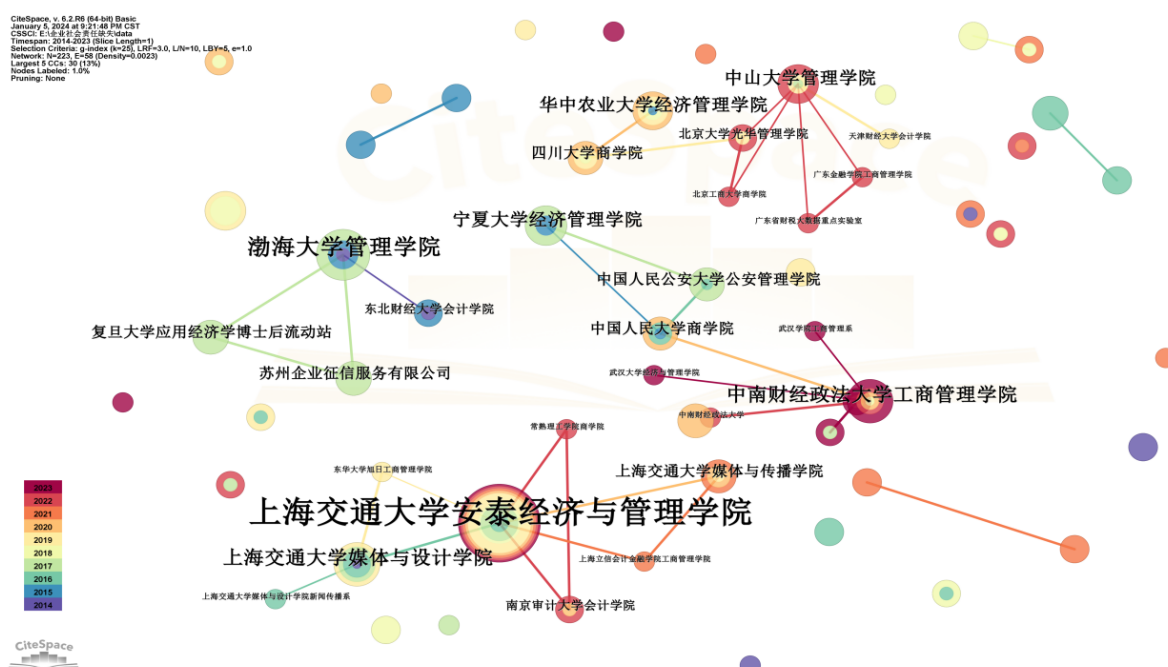 CiteSpace, v. 6.2.R6 (64-bit) Basic
January 5, 2024 at 9:21:48 PM CST
CSSCI: E:\企业社会责任缺失\data
Timespan: 2014-2023 (Slice Length=1)
Selection Criteria: g-index (k=25), LRF=3.0, L/N=10, LBY=5, e=1.0
Network: N=223, E=58 (Density=0.0023)
Largest 5 CCs: 30 (13%)
Nodes Labeled: 1.0%
Pruning: None
CiteSpace
中山大学管理学院
华中农业大学经济管理学院
北京大学光华管理学院
天津财经大学会计学院
四川大学商学院
广东金融学院工商管理学院
北京工商大学商学院
宁夏大学经济管理学院
广东省财税大数据重点实验室
渤海大学管理学院
中国人民公安大学公安管理学院
东北财经大学会计学院
复旦大学应用经济学博士后流动站
中国人民大学商学院
武汉学院工商管理系
苏州企业征信服务有限公司
武汉大学经济与管理学院
中南财经政法大学工商管理学院
中南财经政法大学
常熟理工学院商学院
东华大学旭日工商管理学院
上海交通大学媒体与传播学院
上海交通大学安泰经济与管理学院
上海交通大学媒体与设计学院
上海立信会计金融学院工商管理学院
上海交通大学媒体与设计学院新闻传播系
南京审计大学会计学院
2023
2022
2021
2020
2019
2018
2017
2016
2015
2014
CiteSpace